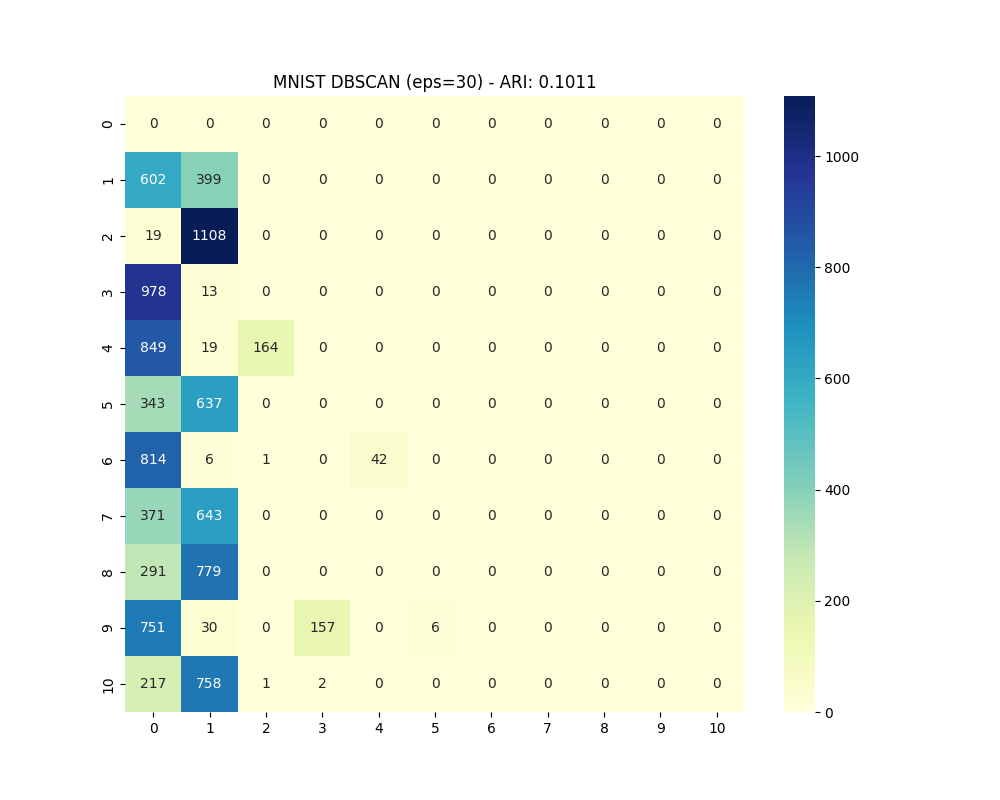 MNIST DBSCAN (eps=30) - ARI: 0.1011
0 0 0 0 0 0 0 0 0 0 0 0
1 602 399 0 0 0 0 0 0 0 0 0
2 19 1108 0 0 0 0 0 0 0 0 0
3 978 13 0 0 0 0 0 0 0 0 0
4 849 19 164 0 0 0 0 0 0 0 0
5 343 637 0 0 0 0 0 0 0 0 0
6 814 6 1 0 42 0 0 0 0 0 0
7 371 643 0 0 0 0 0 0 0 0 0
8 291 779 0 0 0 0 0 0 0 0 0
9 751 30 0 157 0 6 0 0 0 0 0
10 217 758 1 2 0 0 0 0 0 0 0
0 1 2 3 4 5 6 7 8 9 10
1000
800
600
400
200
0